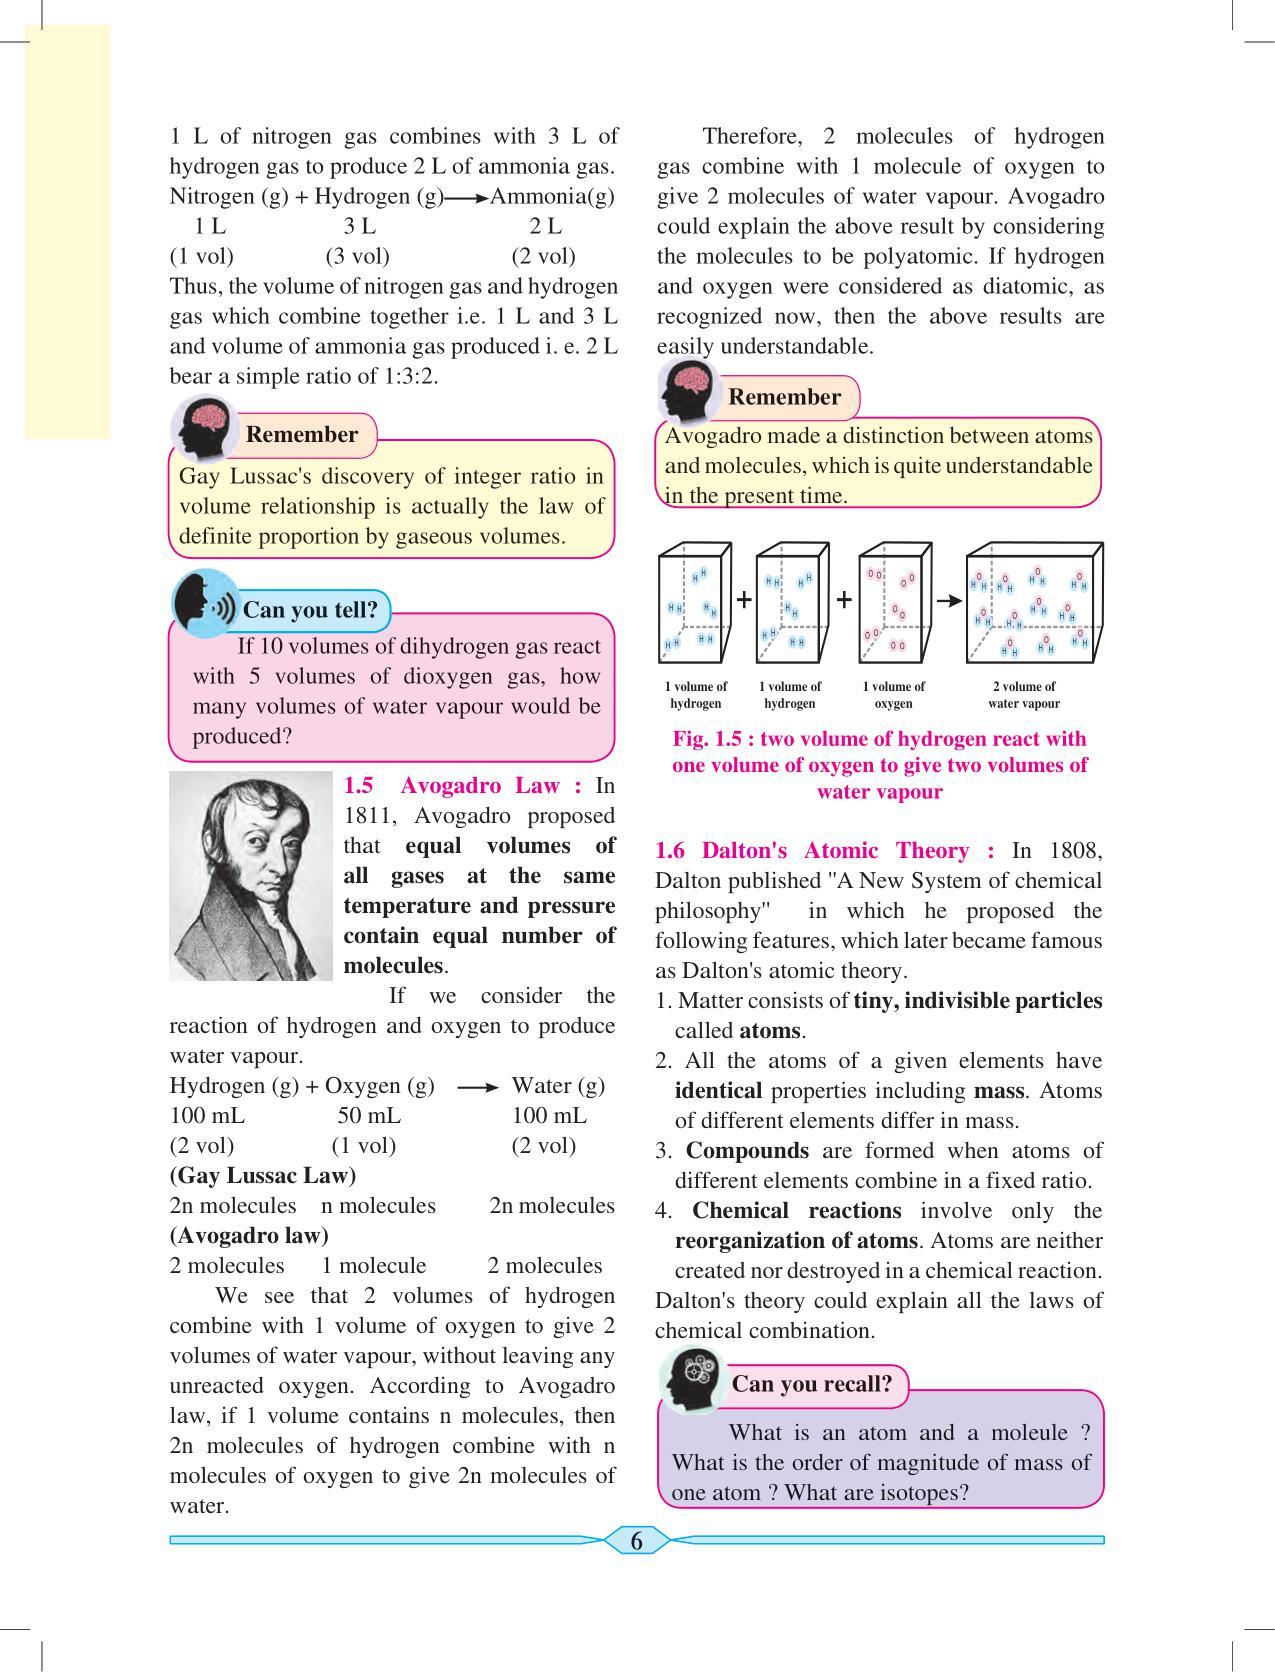 1 L of nitrogen gas combines with 3 L of
hydrogen gas to produce 2 L of ammonia gas.
Nitrogen (g) + Hydrogen (g)⟶Ammonia(g)
1 L 3 L 2 L
(1 vol) (3 vol) (2 vol)
Thus, the volume of nitrogen gas and hydrogen
gas which combine together i.e. 1 L and 3 L
and volume of ammonia gas produced i. e. 2 L
bear a simple ratio of 1:3:2.
Remember
Gay Lussac's discovery of integer ratio in
volume relationship is actually the law of
definite proportion by gaseous volumes.
Can you tell?
If 10 volumes of dihydrogen gas react
with 5 volumes of dioxygen gas, how
many volumes of water vapour would be
produced?
1.5 Avogadro Law : In
1811, Avogadro proposed
that equal volumes of
all gases at the same
temperature and pressure
contain equal number of
molecules.
If we consider the
reaction of hydrogen and oxygen to produce
water vapour.
Hydrogen (g) + Oxygen (g) ⟶ Water (g)
100 mL 50 mL 100 mL
(2 vol) (1 vol) (2 vol)
(Gay Lussac Law)
2n molecules n molecules 2n molecules
(Avogadro law)
2 molecules 1 molecule 2 molecules
We see that 2 volumes of hydrogen
combine with 1 volume of oxygen to give 2
volumes of water vapour, without leaving any
unreacted oxygen. According to Avogadro
law, if 1 volume contains n molecules, then
2n molecules of hydrogen combine with n
molecules of oxygen to give 2n molecules of
water.
Therefore, 2 molecules of hydrogen
gas combine with 1 molecule of oxygen to
give 2 molecules of water vapour. Avogadro
could explain the above result by considering
the molecules to be polyatomic. If hydrogen
and oxygen were considered as diatomic, as
recognized now, then the above results are
easily understandable.
Remember
Avogadro made a distinction between atoms
and molecules, which is quite understandable
in the present time.
+ + →
1 volume of
hydrogen
1 volume of
hydrogen
1 volume of
oxygen
2 volume of
water vapour
Fig. 1.5 : two volume of hydrogen react with
one volume of oxygen to give two volumes of
water vapour
1.6 Dalton's Atomic Theory : In 1808,
Dalton published "A New System of chemical
philosophy" in which he proposed the
following features, which later became famous
as Dalton's atomic theory.
1. Matter consists of tiny, indivisible particles
called atoms.
2. All the atoms of a given elements have
identical properties including mass. Atoms
of different elements differ in mass.
3. Compounds are formed when atoms of
different elements combine in a fixed ratio.
4. Chemical reactions involve only the
reorganization of atoms. Atoms are neither
created nor destroyed in a chemical reaction.
Dalton's theory could explain all the laws of
chemical combination.
Can you recall?
What is an atom and a moleule ?
What is the order of magnitude of mass of
one atom ? What are isotopes?
6